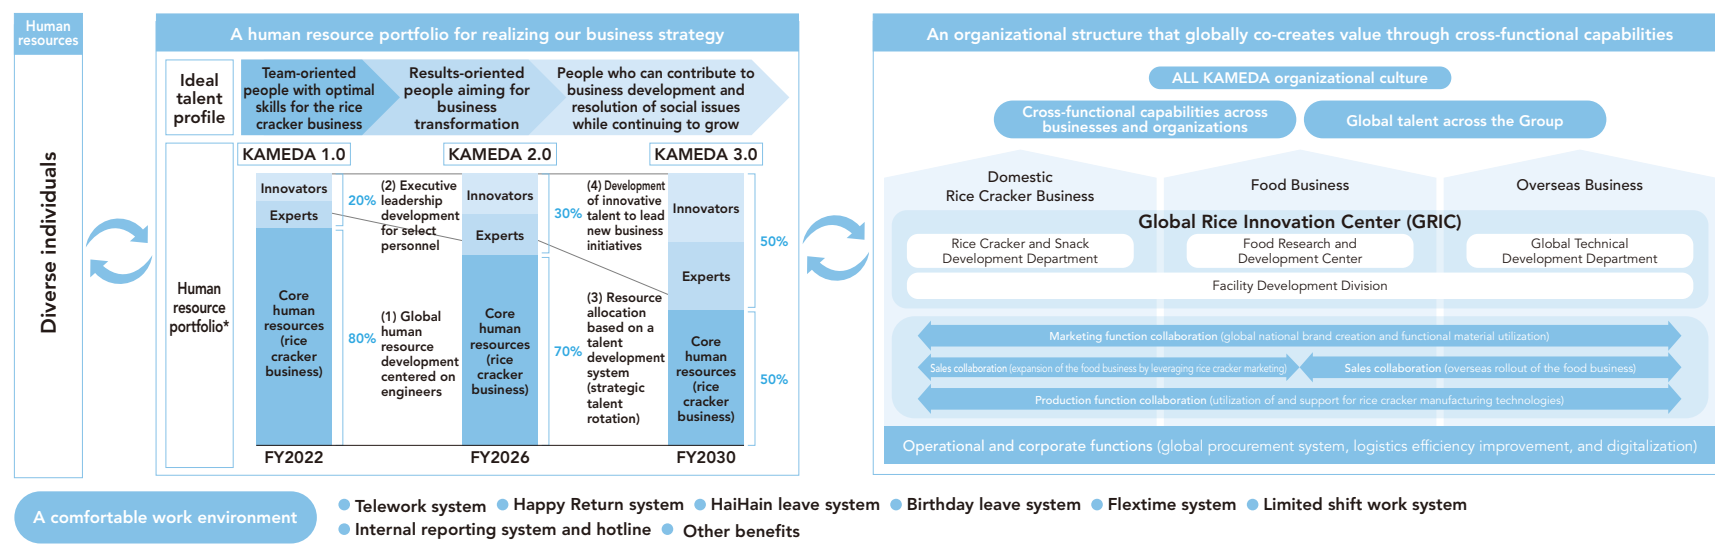 Human
resources
Diverse individuals
A human resource portfolio for realizing our business strategy
Ideal
talent
profile
Team-oriented
people with optimal
skills for the rice
cracker business
Results-oriented
people aiming for
business
transformation
People who can contribute to
business development and
resolution of social issues
while continuing to grow
Human
resource
portfolio*
KAMEDA 1.0
KAMEDA 2.0
KAMEDA 3.0
Innovators
Experts
Core
human
resources
(rice
cracker
business)
FY2022
20%
80%
(2) Executive
leadership
development
for select
personnel
(1) Global
human
resource
development
centered on
engineers
Innovators
Experts
Core
human
resources
(rice
cracker
business)
FY2026
30%
70%
(4) Development
of innovative
talent to lead
new business
initiatives
(3) Resource
allocation
based on a
talent
development
system
(strategic
talent
rotation)
Innovators
Experts
Core
human
resources
(rice
cracker
business)
FY2030
50%
50%
An organizational structure that globally co-creates value through cross-functional capabilities
ALL KAMEDA organizational culture
Cross-functional capabilities across
businesses and organizations
Global talent across the Group
Domestic
Rice Cracker Business
Food Business
Overseas Business
Global Rice Innovation Center (GRIC)
Rice Cracker and Snack
Development Department
Food Research and
Development Center
Global Technical
Development Department
Facility Development Division
Marketing function collaboration (global national brand creation and functional material utilization)
Sales collaboration (expansion of the food business by leveraging rice cracker marketing)
Sales collaboration (overseas rollout of the food business)
Production function collaboration (utilization of and support for rice cracker manufacturing technologies)
Operational and corporate functions (global procurement system, logistics efficiency improvement, and digitalization)
A comfortable work environment
● Telework system ● Happy Return system ● HaiHain leave system ● Birthday leave system ● Flextime system ● Limited shift work system
● Internal reporting system and hotline ● Other benefits